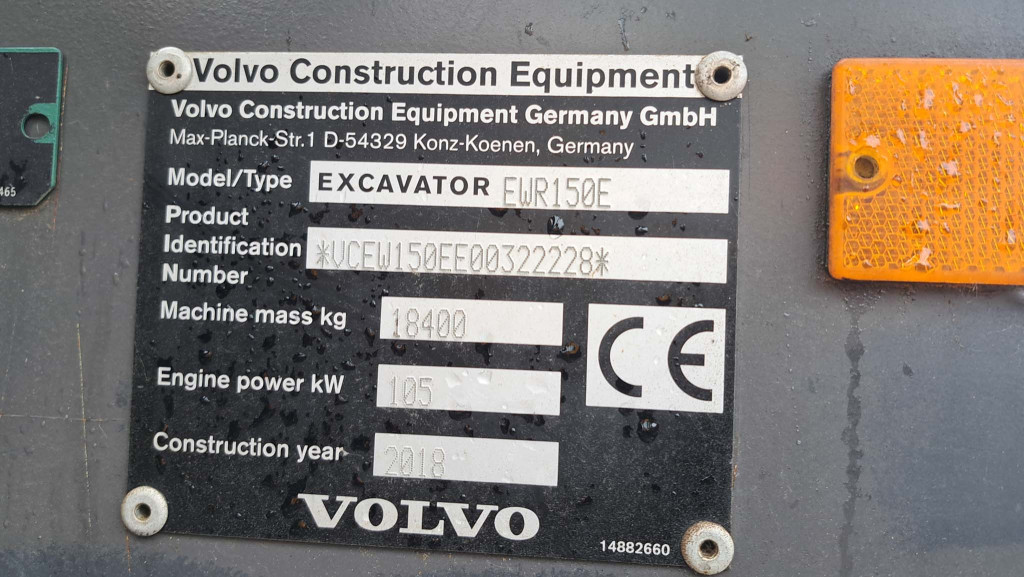 Volvo Construction Equipment
Volvo Construction Equipment Germany GmbH
Max-Planck-Str.1 D-54329 Konz-Koenen, Germany
Model/Type EXCAVATOR EWR150E
Product
Identification *VCEW150EE00322228*
Number
Machine mass kg 18400
CE
Engine power kW 105
Construction year 2018
VOLVO
14882660
465